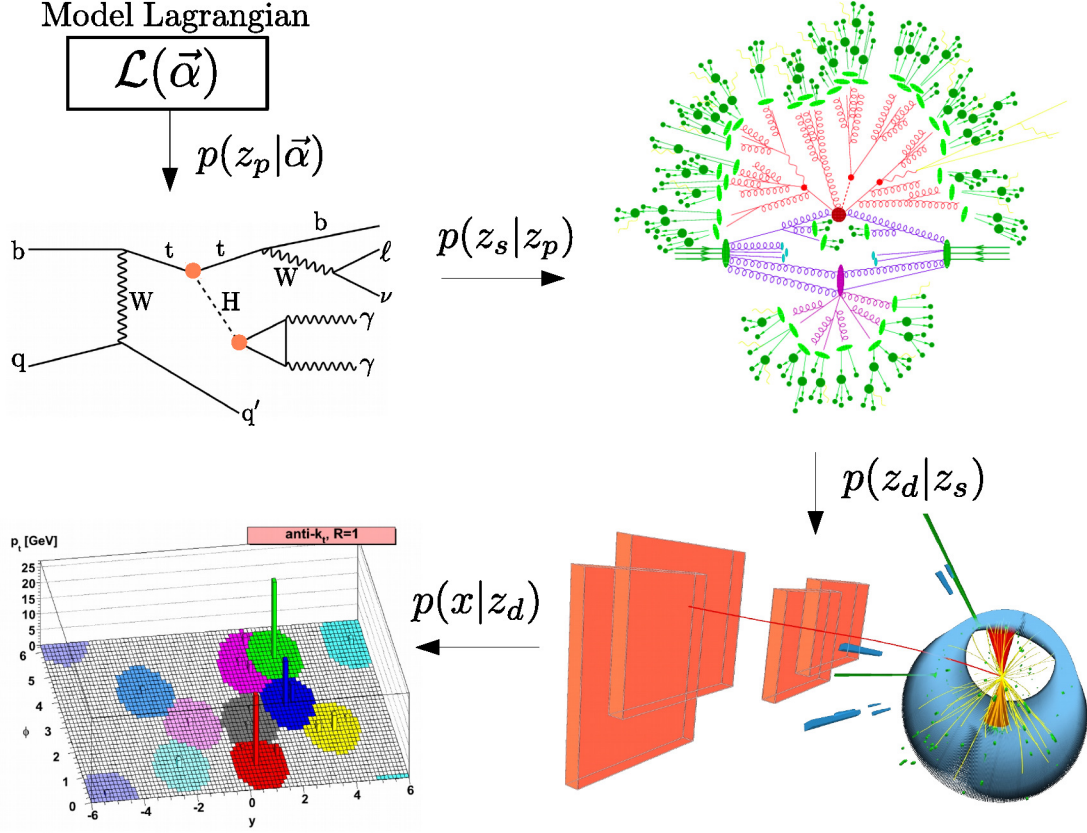 Model Lagrangian
ℒ(α⃗)
p(z_p|α⃗)
b
t
t
b
ℓ
W
ν
W
H
γ
γ
q
q′
p(z_s|z_p)
p(z_d|z_s)
p(x|z_d)
anti-k_t, R=1
p_t [GeV]
25
20
15
10
5
0
6
5
4
ϕ 3
2
1
0
-6 -4 -2 0 2 4 6
y